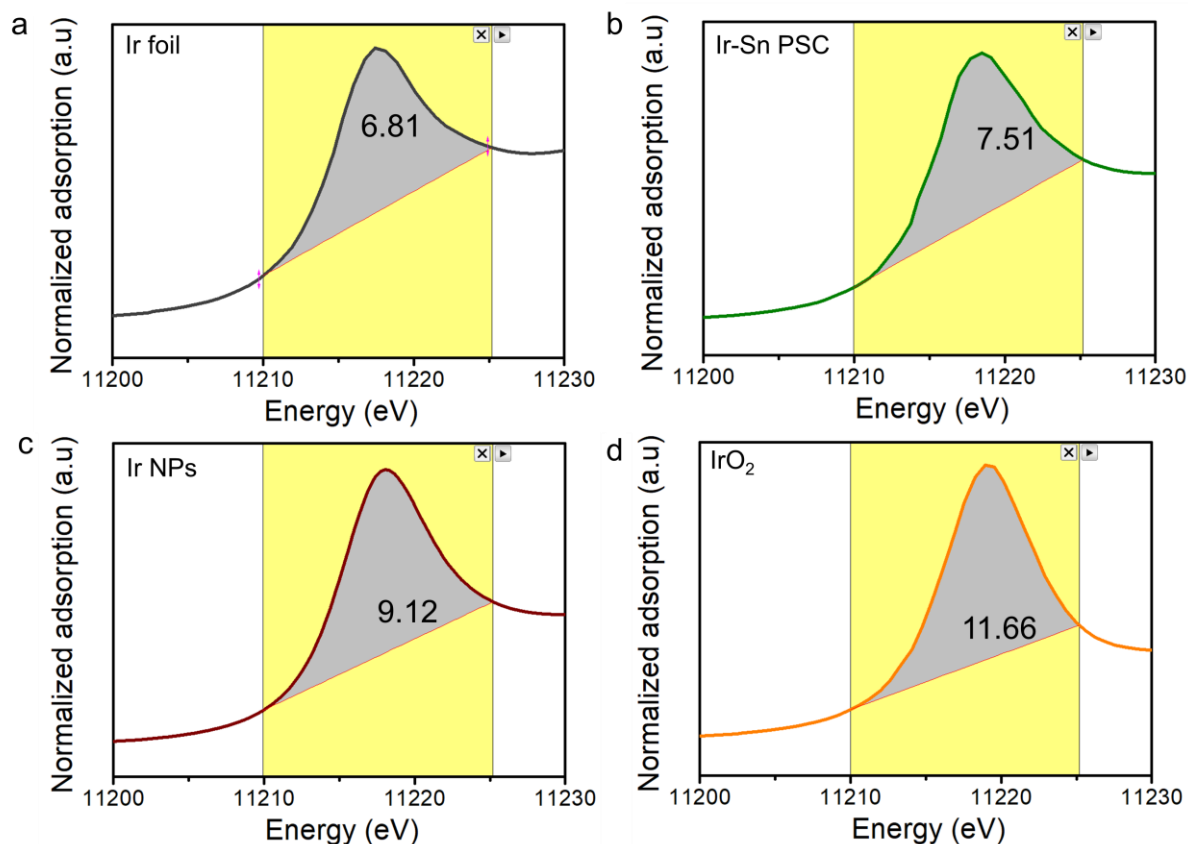 a
Ir foil
6.81
Normalized adsorption (a.u)
11200 11210 11220 11230
Energy (eV)
b
Ir-Sn PSC
7.51
Normalized adsorption (a.u)
11200 11210 11220 11230
Energy (eV)
c
Ir NPs
9.12
Normalized adsorption (a.u)
11200 11210 11220 11230
Energy (eV)
d
IrO₂
11.66
Normalized adsorption (a.u)
11200 11210 11220 11230
Energy (eV)